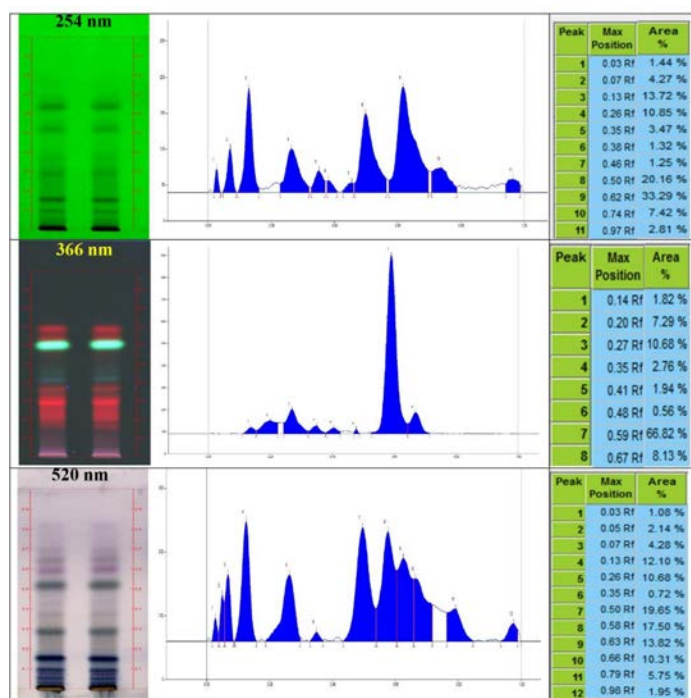 254 nm
Peak Max Position Area %
1 0.03 Rf 1.44 %
2 0.07 Rf 4.27 %
3 0.13 Rf 13.72 %
4 0.26 Rf 10.85 %
5 0.35 Rf 3.47 %
6 0.38 Rf 1.32 %
7 0.46 Rf 1.25 %
8 0.50 Rf 20.16 %
9 0.62 Rf 33.29 %
10 0.74 Rf 7.42 %
11 0.97 Rf 2.81 %
366 nm
Peak Max Position Area %
1 0.14 Rf 1.82 %
2 0.20 Rf 7.29 %
3 0.27 Rf 10.68 %
4 0.35 Rf 2.76 %
5 0.41 Rf 1.94 %
6 0.48 Rf 0.56 %
7 0.59 Rf 66.82 %
8 0.67 Rf 8.13 %
520 nm
Peak Max Position Area %
1 0.03 Rf 1.08 %
2 0.05 Rf 2.14 %
3 0.07 Rf 4.28 %
4 0.13 Rf 12.10 %
5 0.26 Rf 10.68 %
6 0.35 Rf 0.72 %
7 0.50 Rf 19.65 %
8 0.58 Rf 17.50 %
9 0.63 Rf 13.82 %
10 0.66 Rf 10.31 %
11 0.79 Rf 5.75 %
12 0.98 Rf 1.95 %